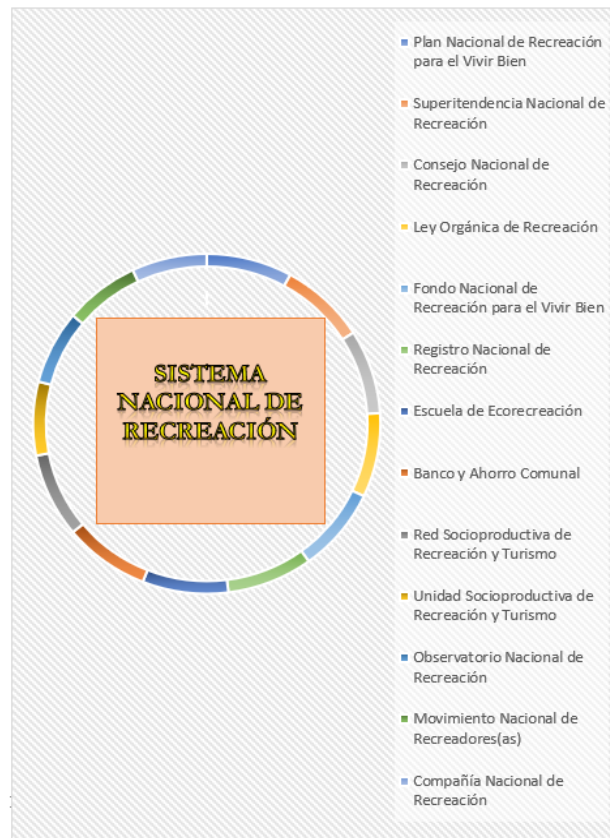 SISTEMA
NACIONAL DE
RECREACIÓN
Plan Nacional de Recreación
para el Vivir Bien
Superitendencia Nacional de
Recreación
Consejo Nacional de
Recreación
Ley Orgánica de Recreación
Fondo Nacional de
Recreación para el Vivir Bien
Registro Nacional de
Recreación
Escuela de Ecorecreación
Banco y Ahorro Comunal
Red Socioproductiva de
Recreación y Turismo
Unidad Socioproductiva de
Recreación y Turismo
Observatorio Nacional de
Recreación
Movimiento Nacional de
Recreadores(as)
Compañía Nacional de
Recreación